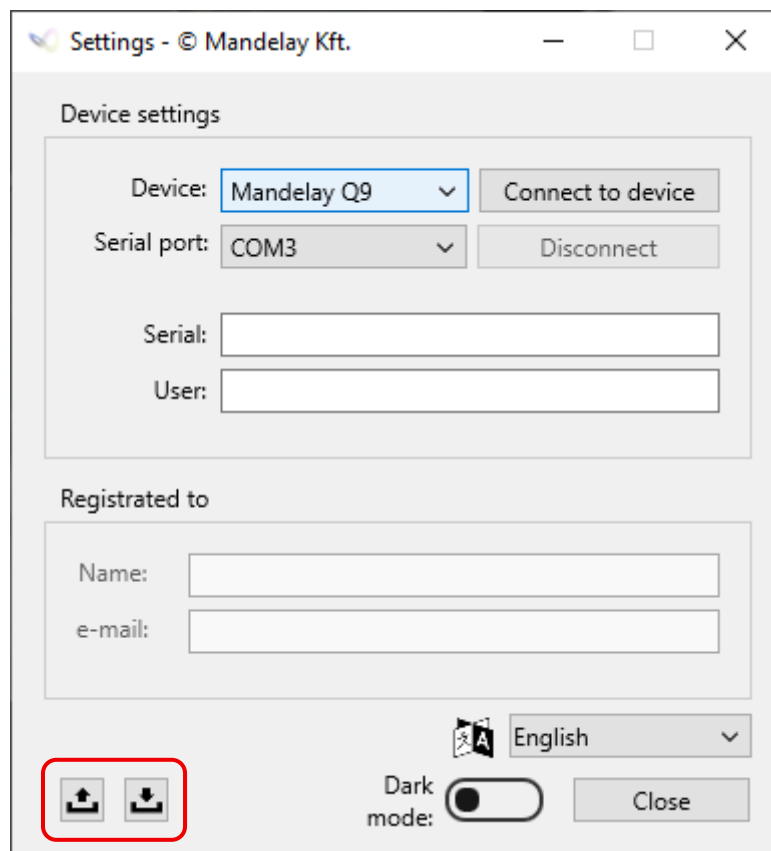 Settings - © Mandelay Kft.
Device settings
Device: Mandelay Q9 Connect to device
Serial port: COM3 Disconnect
Serial:
User:
Registrated to
Name:
e-mail:
English
Dark
mode:
Close